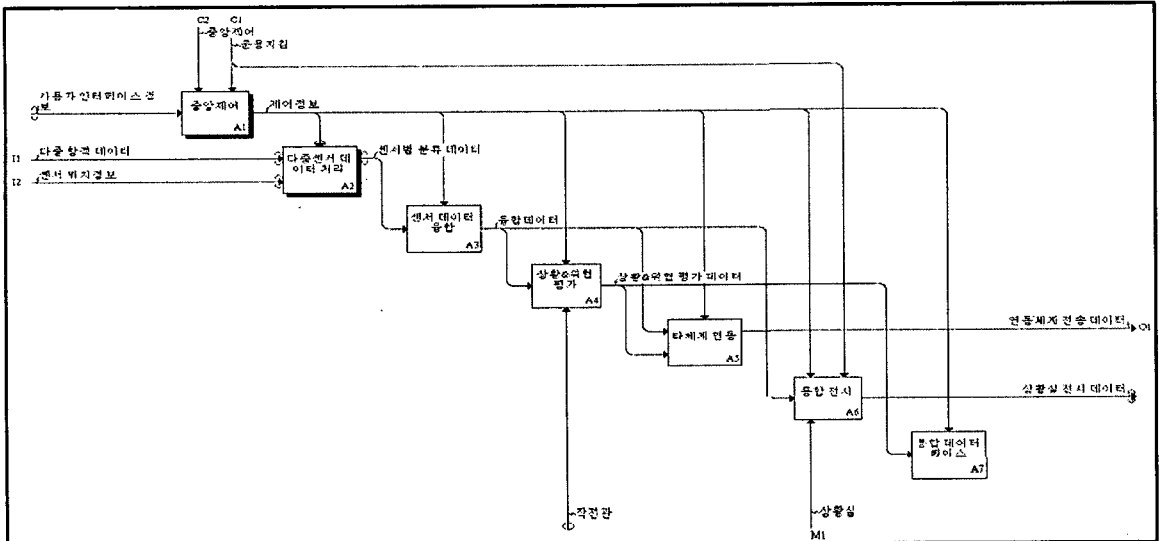 C2 C1
중앙제어
운용지침
사용자 인터페이스 정
보
중앙제어
A1
제어정보
I1
다중 항적 데이터
I2
센서 위치정보
다중센서 데
이터 처리
A2
센서별 분류 데이터
센서 데이터
융합
A3
융합데이터
상황&위협
평가
A4
상황&위협 평가 데이터
타체계 연동
A5
연동체계 전송 데이터
O1
융합 전시
A6
상황실 전시 데이터
통합 데이터
베이스
A7
작전관
상황실
M1